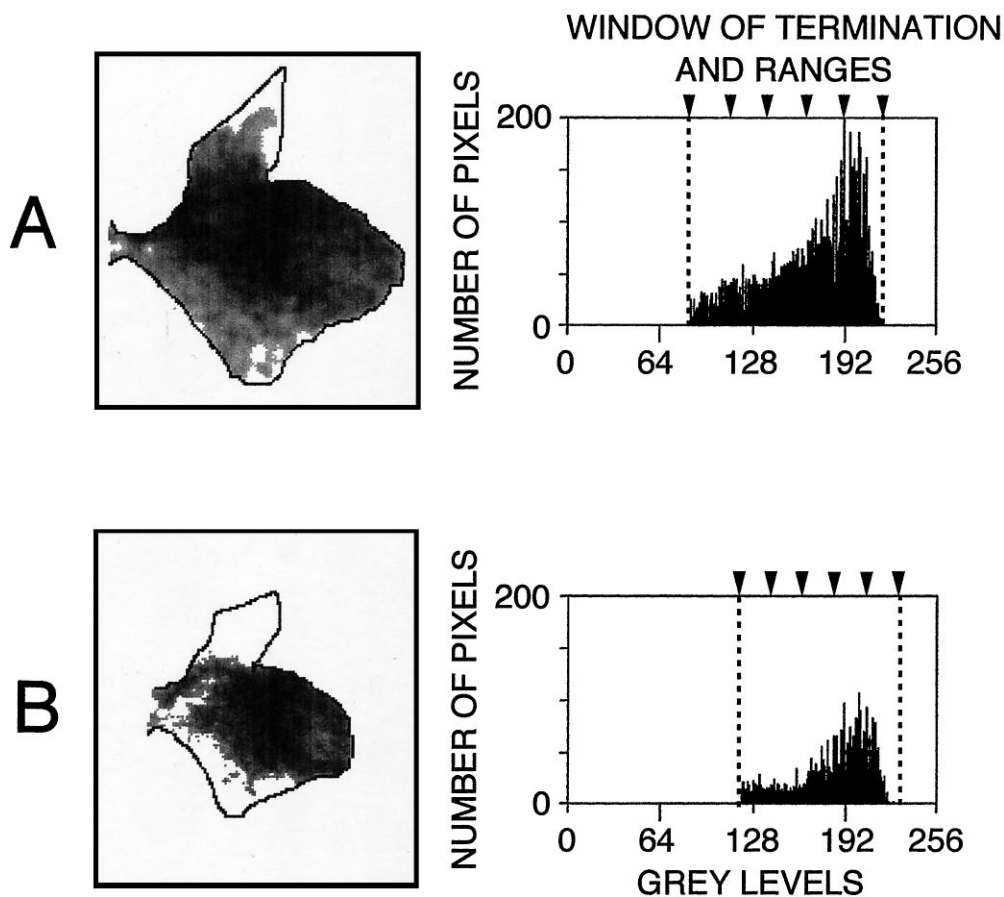 WINDOW OF TERMINATION
AND RANGES
A
NUMBER OF PIXELS
200
0
0 64 128 192 256
B
NUMBER OF PIXELS
200
0
0 64 128 192 256
GREY LEVELS